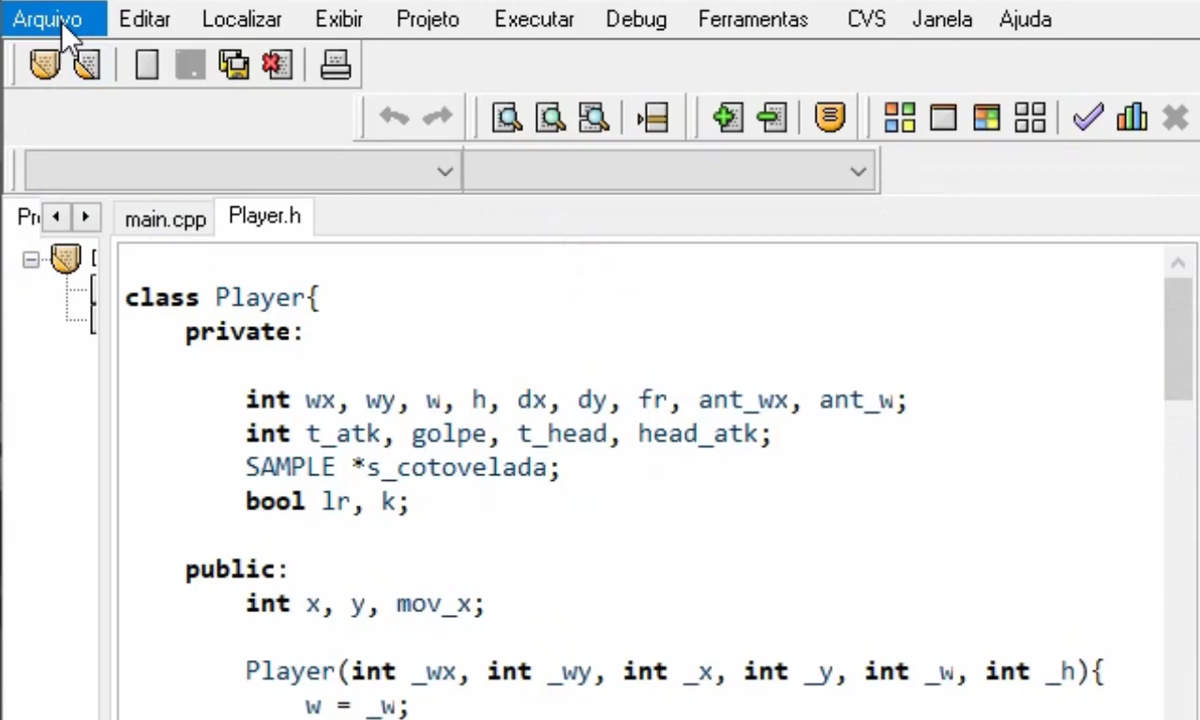 Arquivo Editar Localizar Exibir Projeto Executar Debug Ferramentas CVS Janela Ajuda
main.cpp Player.h
class Player{
private:
int wx, wy, w, h, dx, dy, fr, ant_wx, ant_w;
int t_atk, golpe, t_head, head_atk;
SAMPLE *s_cotovelada;
bool lr, k;
public:
int x, y, mov_x;
Player(int _wx, int _wy, int _x, int _y, int _w, int _h){
w = _w;